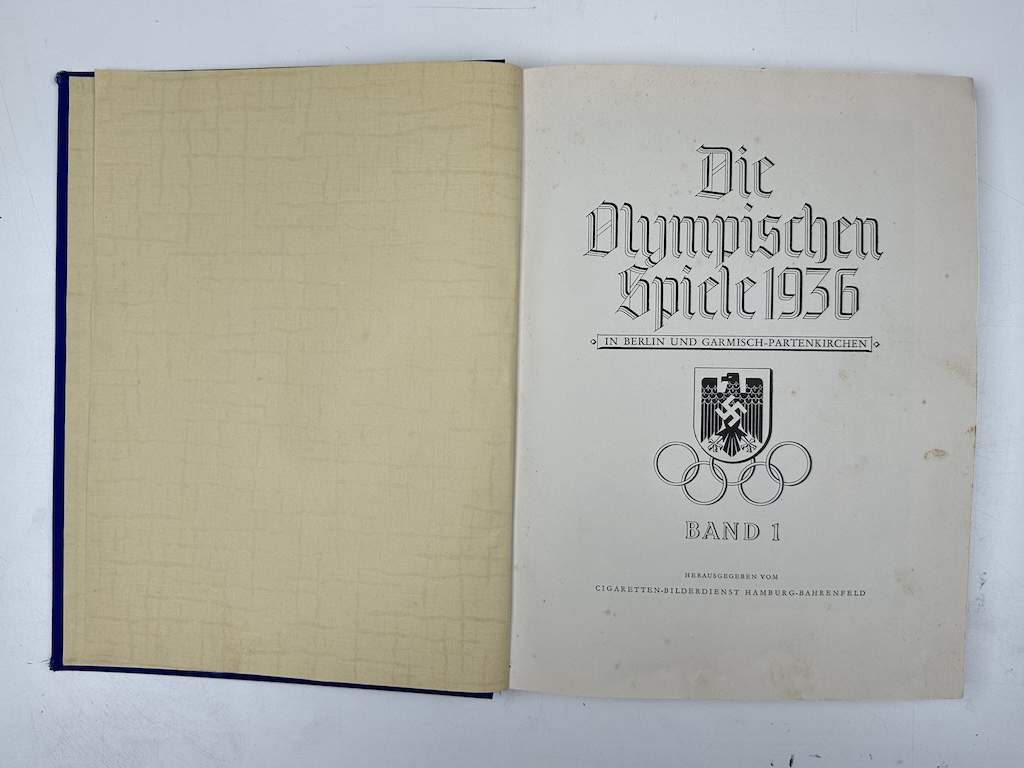 Die
Olympischen
Spiele 1936
IN BERLIN UND GARMISCH-PARTENKIRCHEN
BAND 1
HERAUSGEGEBEN VOM
CIGARETTEN-BILDERDIENST HAMBURG-BAHRENFELD